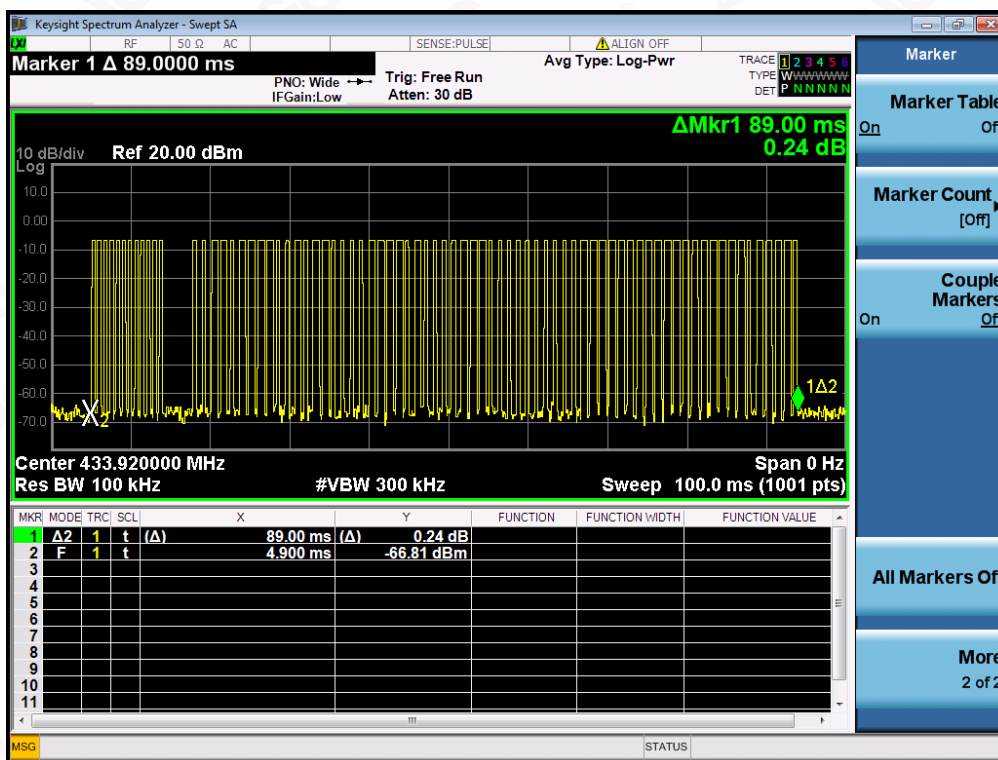 Keysight Spectrum Analyzer - Swept SA
LXI RF 50 Ω AC SENSE:PULSE ALIGN OFF
Marker 1 Δ 89.0000 ms
PNO: Wide
IFGain:Low
Trig: Free Run
Atten: 30 dB
Avg Type: Log-Pwr
TRACE 1 2 3 4 5 6
TYPE W
DET P N N N N N
ΔMkr1 89.00 ms
0.24 dB
10 dB/div Ref 20.00 dBm
Log
10.0
0.00
-10.0
-20.0
-30.0
-40.0
-50.0
-60.0
-70.0
X2
1Δ2
Center 433.920000 MHz Span 0 Hz
Res BW 100 kHz #VBW 300 kHz Sweep 100.0 ms (1001 pts)
MKR MODE TRC SCL X Y FUNCTION FUNCTION WIDTH FUNCTION VALUE
1 Δ2 1 t (Δ) 89.00 ms (Δ) 0.24 dB
2 F 1 t 4.900 ms -66.81 dBm
3
4
5
6
7
8
9
10
11
MSG STATUS
Marker
Marker Table
On Of
Marker Count
[Off]
Couple
Markers
On Of
All Markers Of
More
2 of 2